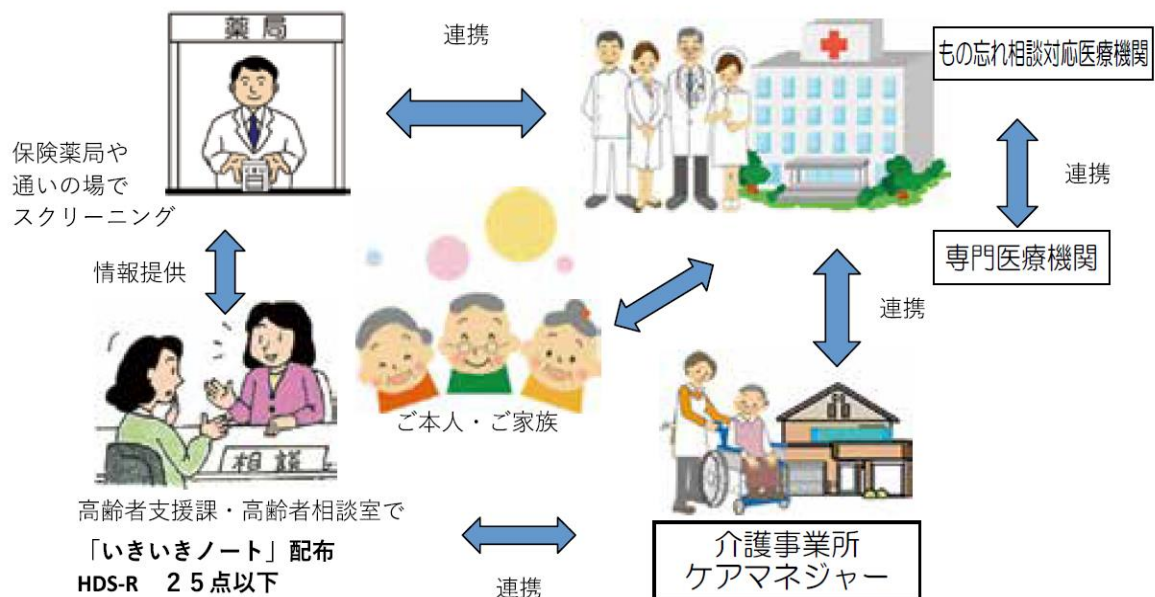 薬局
連携
もの忘れ相談対応医療機関
保険薬局や
通いの場で
スクリーニング
連携
専門医療機関
情報提供
連携
ご本人・ご家族
相談
高齢者支援課・高齢者相談室で
「いきいきノート」配布
HDS-R ２５点以下
連携
介護事業所
ケアマネジャー